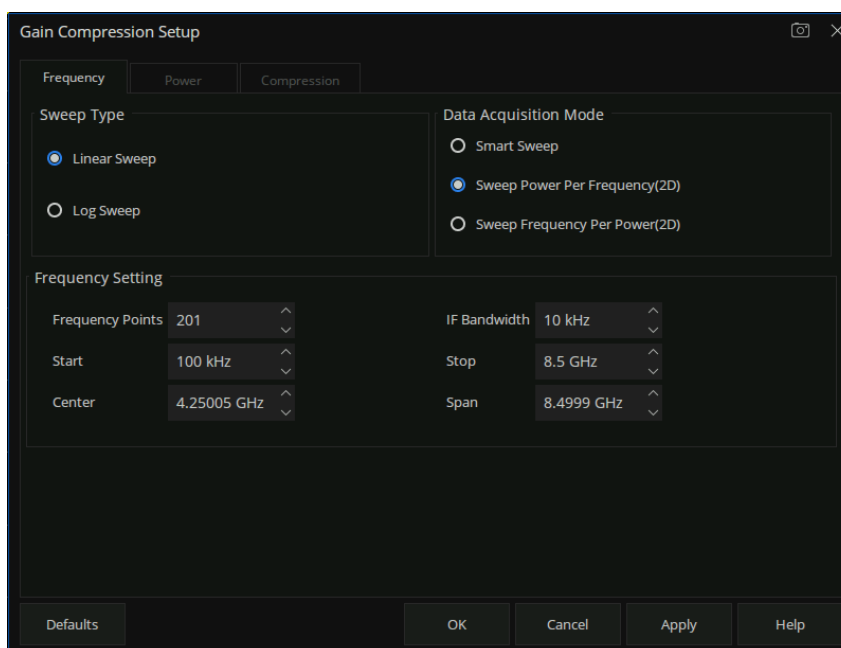 Gain Compression Setup
Frequency Power Compression
Sweep Type
Linear Sweep
Log Sweep
Data Acquisition Mode
Smart Sweep
Sweep Power Per Frequency(2D)
Sweep Frequency Per Power(2D)
Frequency Setting
Frequency Points 201 IF Bandwidth 10 kHz
Start 100 kHz Stop 8.5 GHz
Center 4.25005 GHz Span 8.4999 GHz
Defaults OK Cancel Apply Help